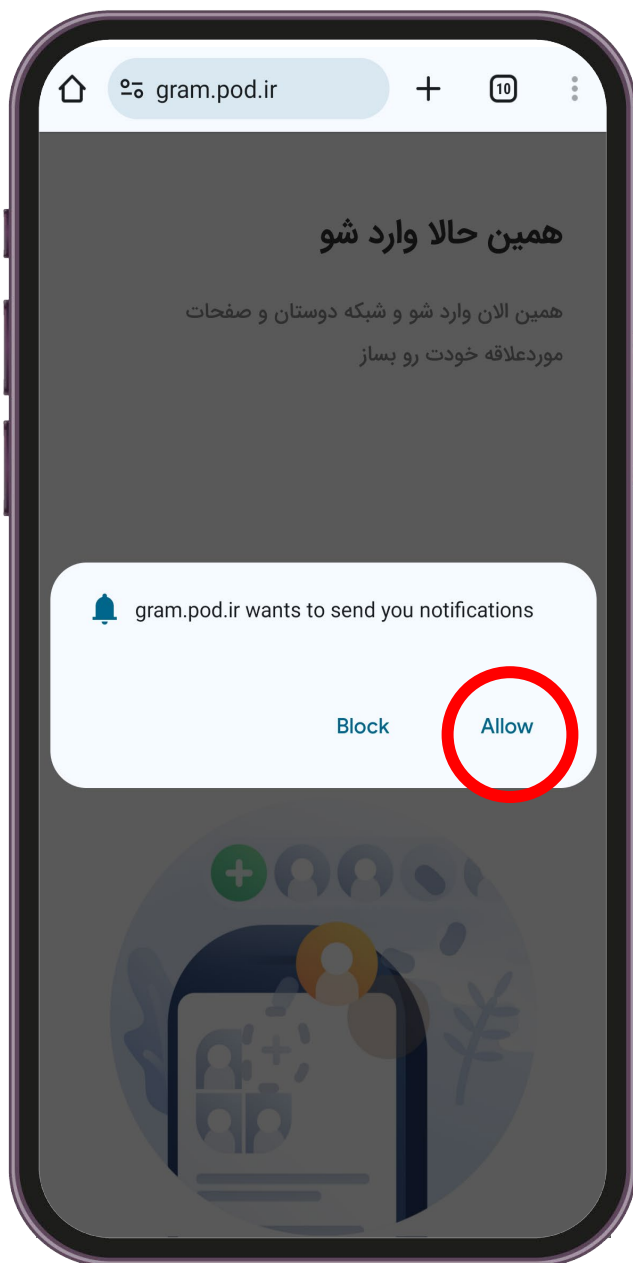 gram.pod.ir
10
همین حالا وارد شو
همین الان وارد شو و شبکه دوستان و صفحات
موردعلاقه خودت رو بساز
gram.pod.ir wants to send you notifications
Block
Allow